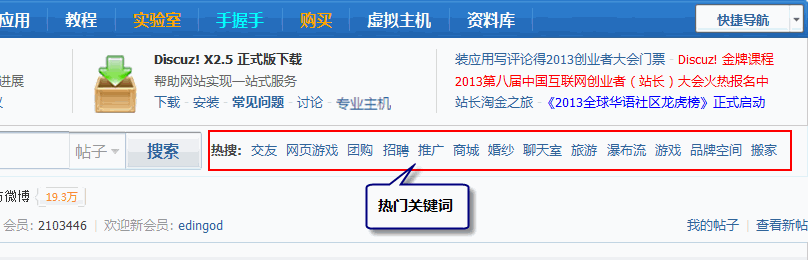 应用 教程 实验室 手握手 购买 虚拟主机 资料库 快捷导航
Discuz! X2.5 正式版下载
帮助网站实现一站式服务
下载 - 安装 - 常见问题 - 讨论 - 专业主机
进展
装应用写评论得2013创业者大会门票 - Discuz! 金牌课程
2013第八届中国互联网创业者（站长）大会火热报名中
站长淘金之旅 - 《2013全球华语社区龙虎榜》正式启动
帖子 搜索 热搜: 交友 网页游戏 团购 招聘 推广 商城 婚纱 聊天室 旅游 瀑布流 游戏 品牌空间 搬家
热门关键词
方微博 19.3万
会员: 2103446 | 欢迎新会员: edingod
我的帖子 | 查看新帖